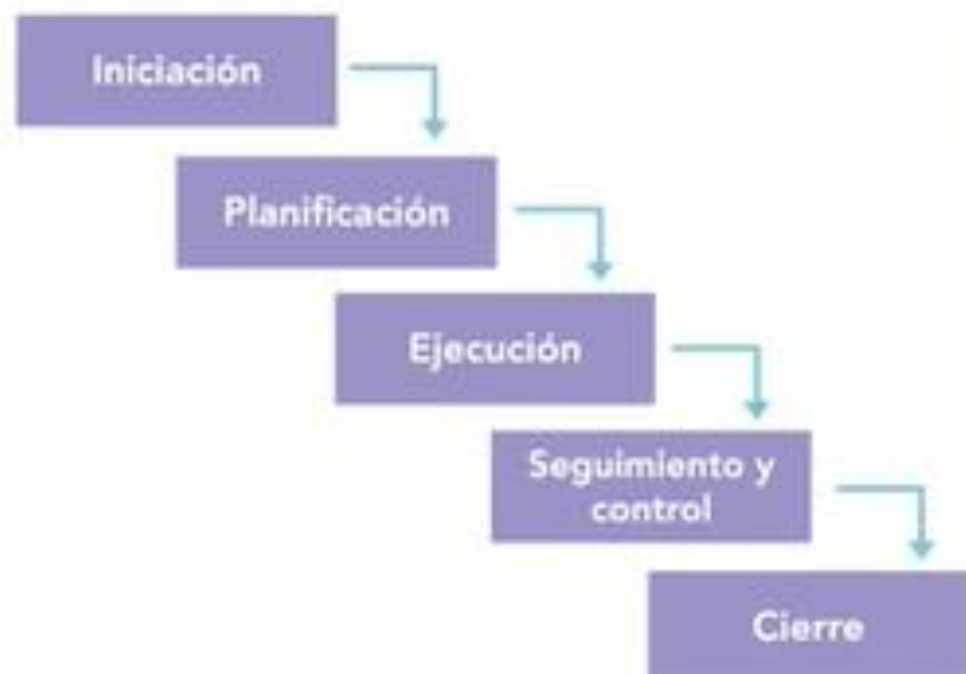 Iniciación
Planificación
Ejecución
Seguimiento y
control
Cierre